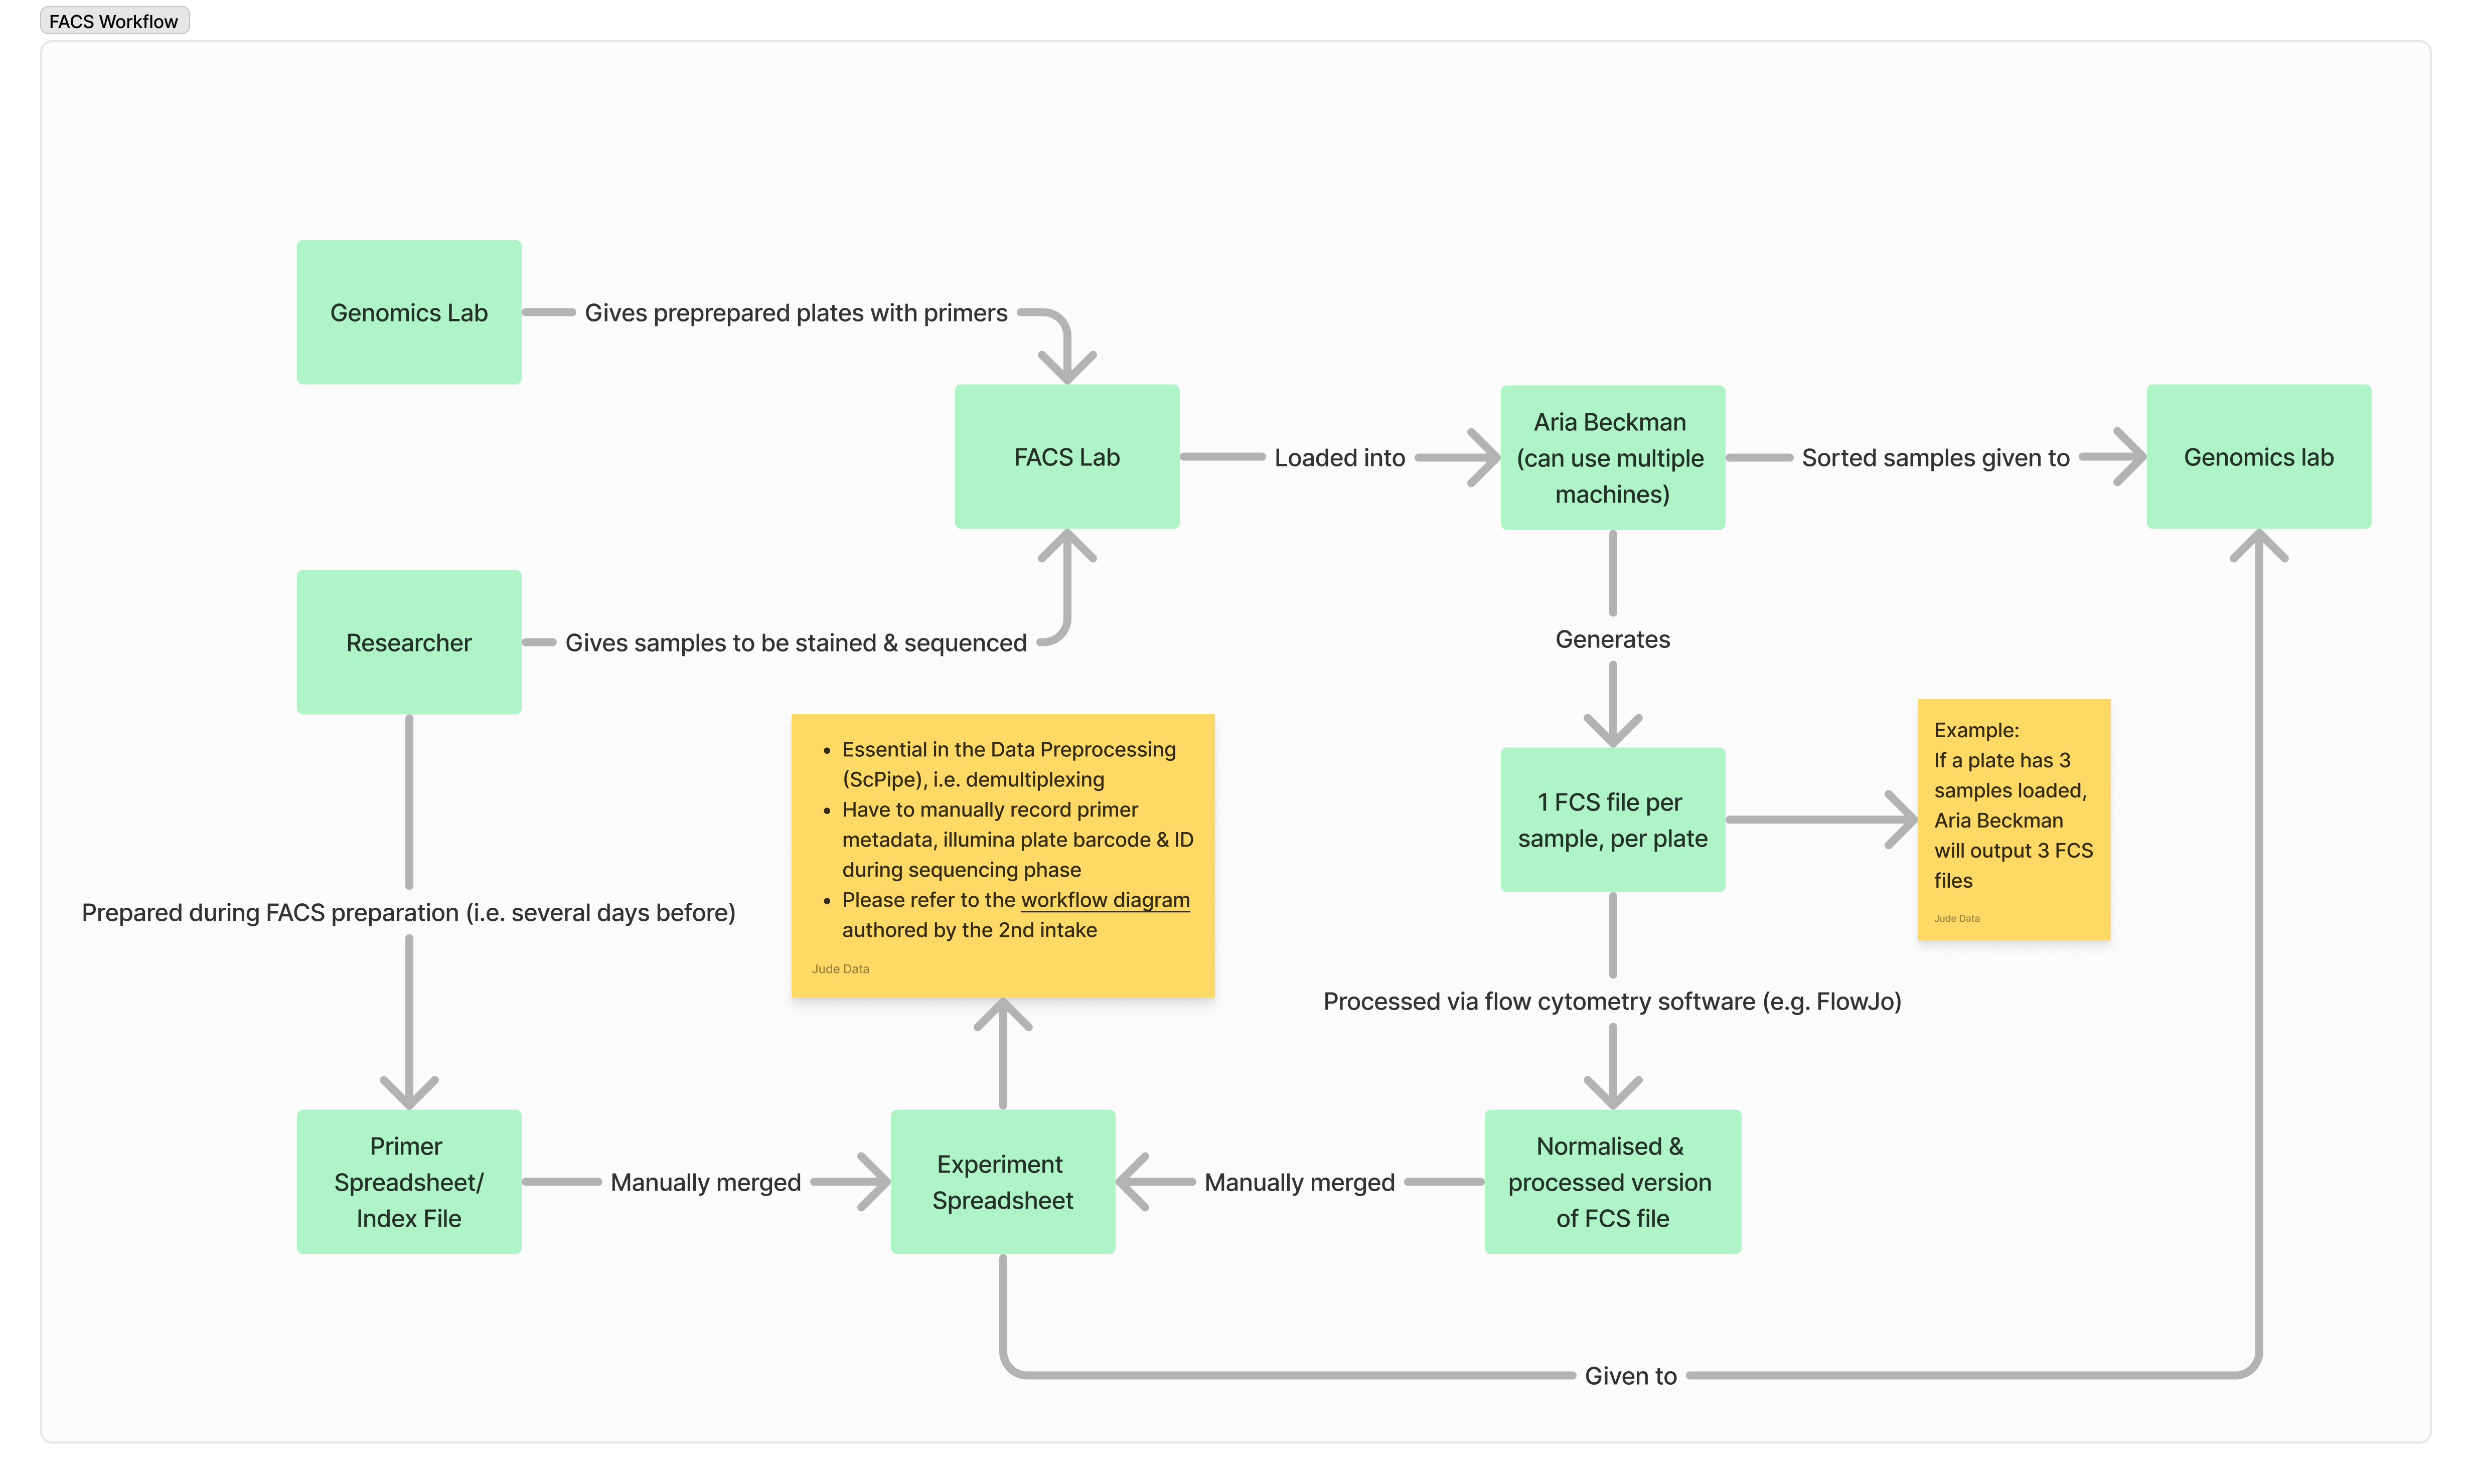 FACS Workflow
Genomics Lab
Gives preprepared plates with primers
FACS Lab
Loaded into
Aria Beckman
(can use multiple
machines)
Sorted samples given to
Genomics lab
Researcher
Gives samples to be stained & sequenced
Generates
Essential in the Data Preprocessing
(ScPipe), i.e. demultiplexing
Have to manually record primer
metadata, illumina plate barcode & ID
during sequencing phase
Please refer to the workflow diagram
authored by the 2nd intake
Jude Data
1 FCS file per
sample, per plate
Example:
If a plate has 3
samples loaded,
Aria Beckman
will output 3 FCS
files
Jude Data
Prepared during FACS preparation (i.e. several days before)
Processed via flow cytometry software (e.g. FlowJo)
Primer
Spreadsheet/
Index File
Manually merged
Experiment
Spreadsheet
Manually merged
Normalised &
processed version
of FCS file
Given to